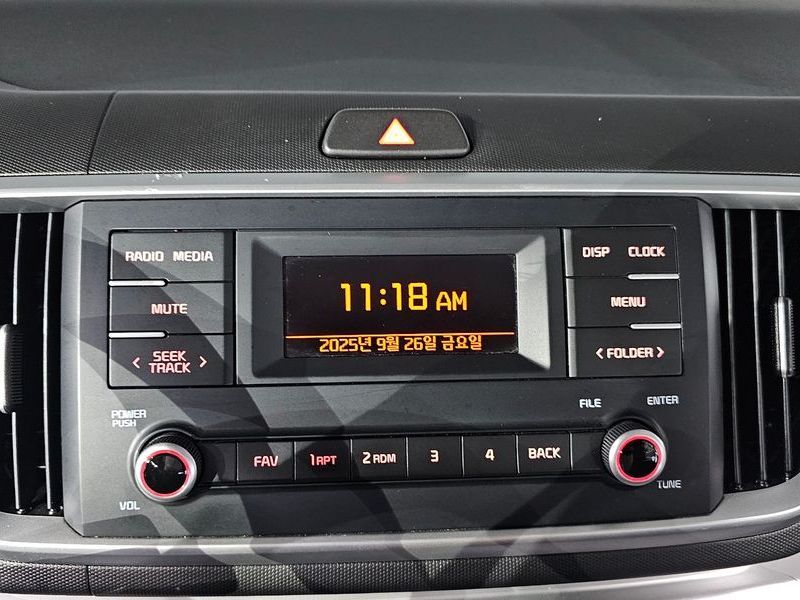 RADIO MEDIA
DISP CLOCK
11:18 AM
MUTE
MENU
2025년 9월 26일 금요일
< SEEK TRACK >
< FOLDER >
POWER
PUSH
FILE
ENTER
FAV
1 RPT
2 RDM
3
4
BACK
VOL
TUNE